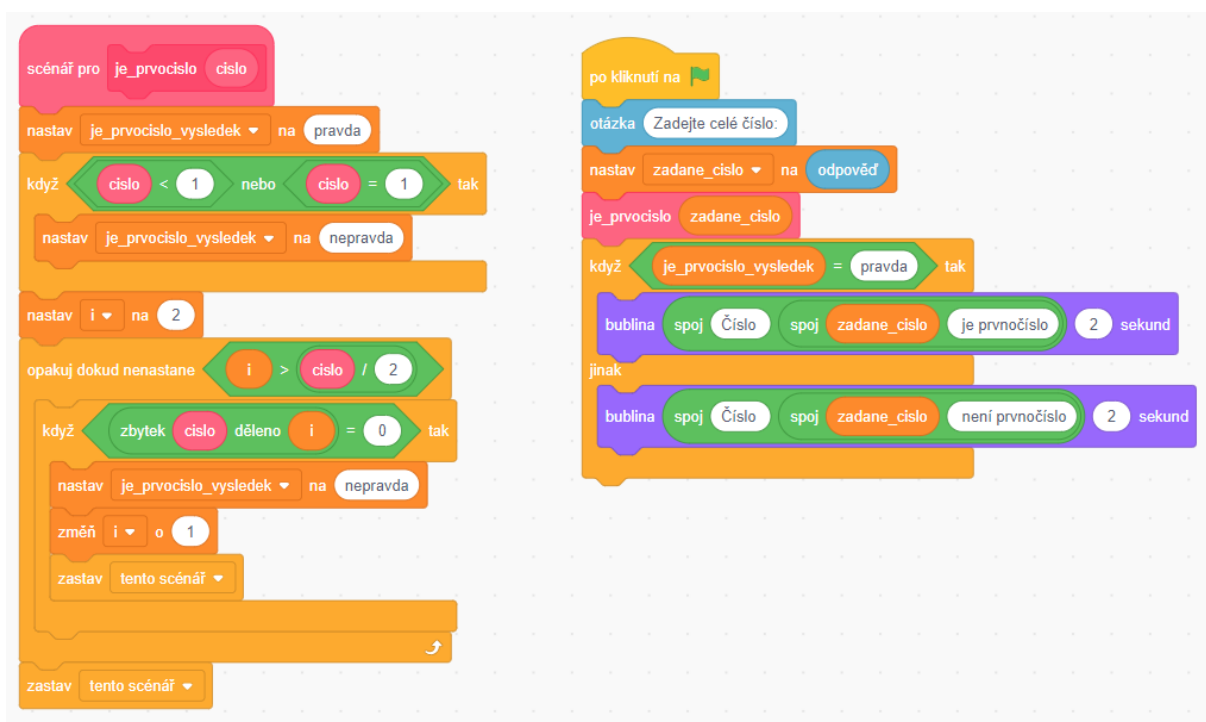 scénář pro je_prvocislo cislo
nastav je_prvocislo_vysledek na pravda
když cislo < 1 nebo cislo = 1 tak
nastav je_prvocislo_vysledek na nepravda
nastav i na 2
opakuj dokud nenastane i > cislo / 2
když zbytek cislo děleno i = 0 tak
nastav je_prvocislo_vysledek na nepravda
změň i o 1
zastav tento scénář
zastav tento scénář
po kliknutí na
otázka Zadejte celé číslo:
nastav zadane_cislo na odpověď
je_prvocislo zadane_cislo
když je_prvocislo_vysledek = pravda tak
bublina spoj Číslo spoj zadane_cislo je prvnočíslo 2 sekund
jinak
bublina spoj Číslo spoj zadane_cislo není prvnočíslo 2 sekund